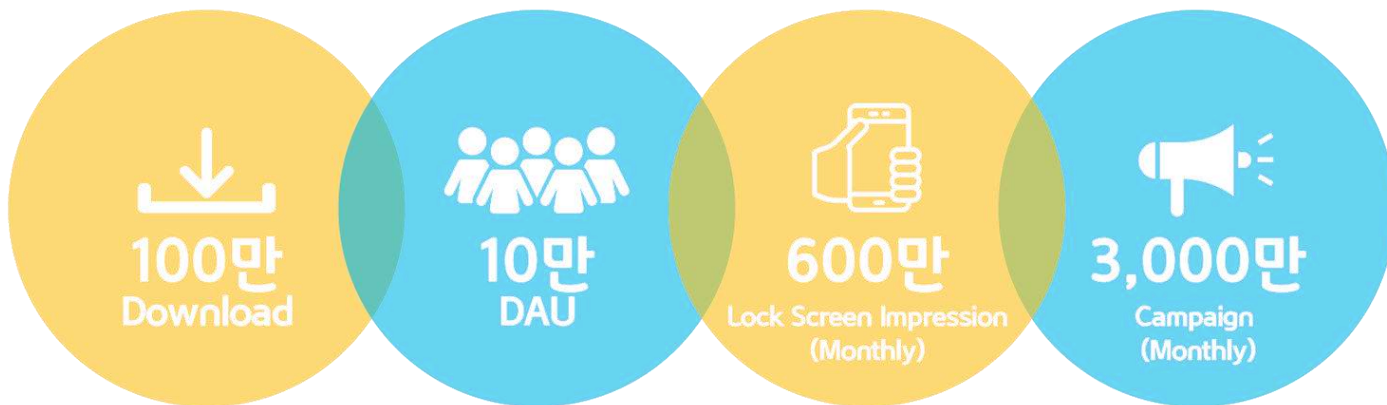 100만
Download
10만
DAU
600만
Lock Screen Impression
(Monthly)
3,000만
Campaign
(Monthly)